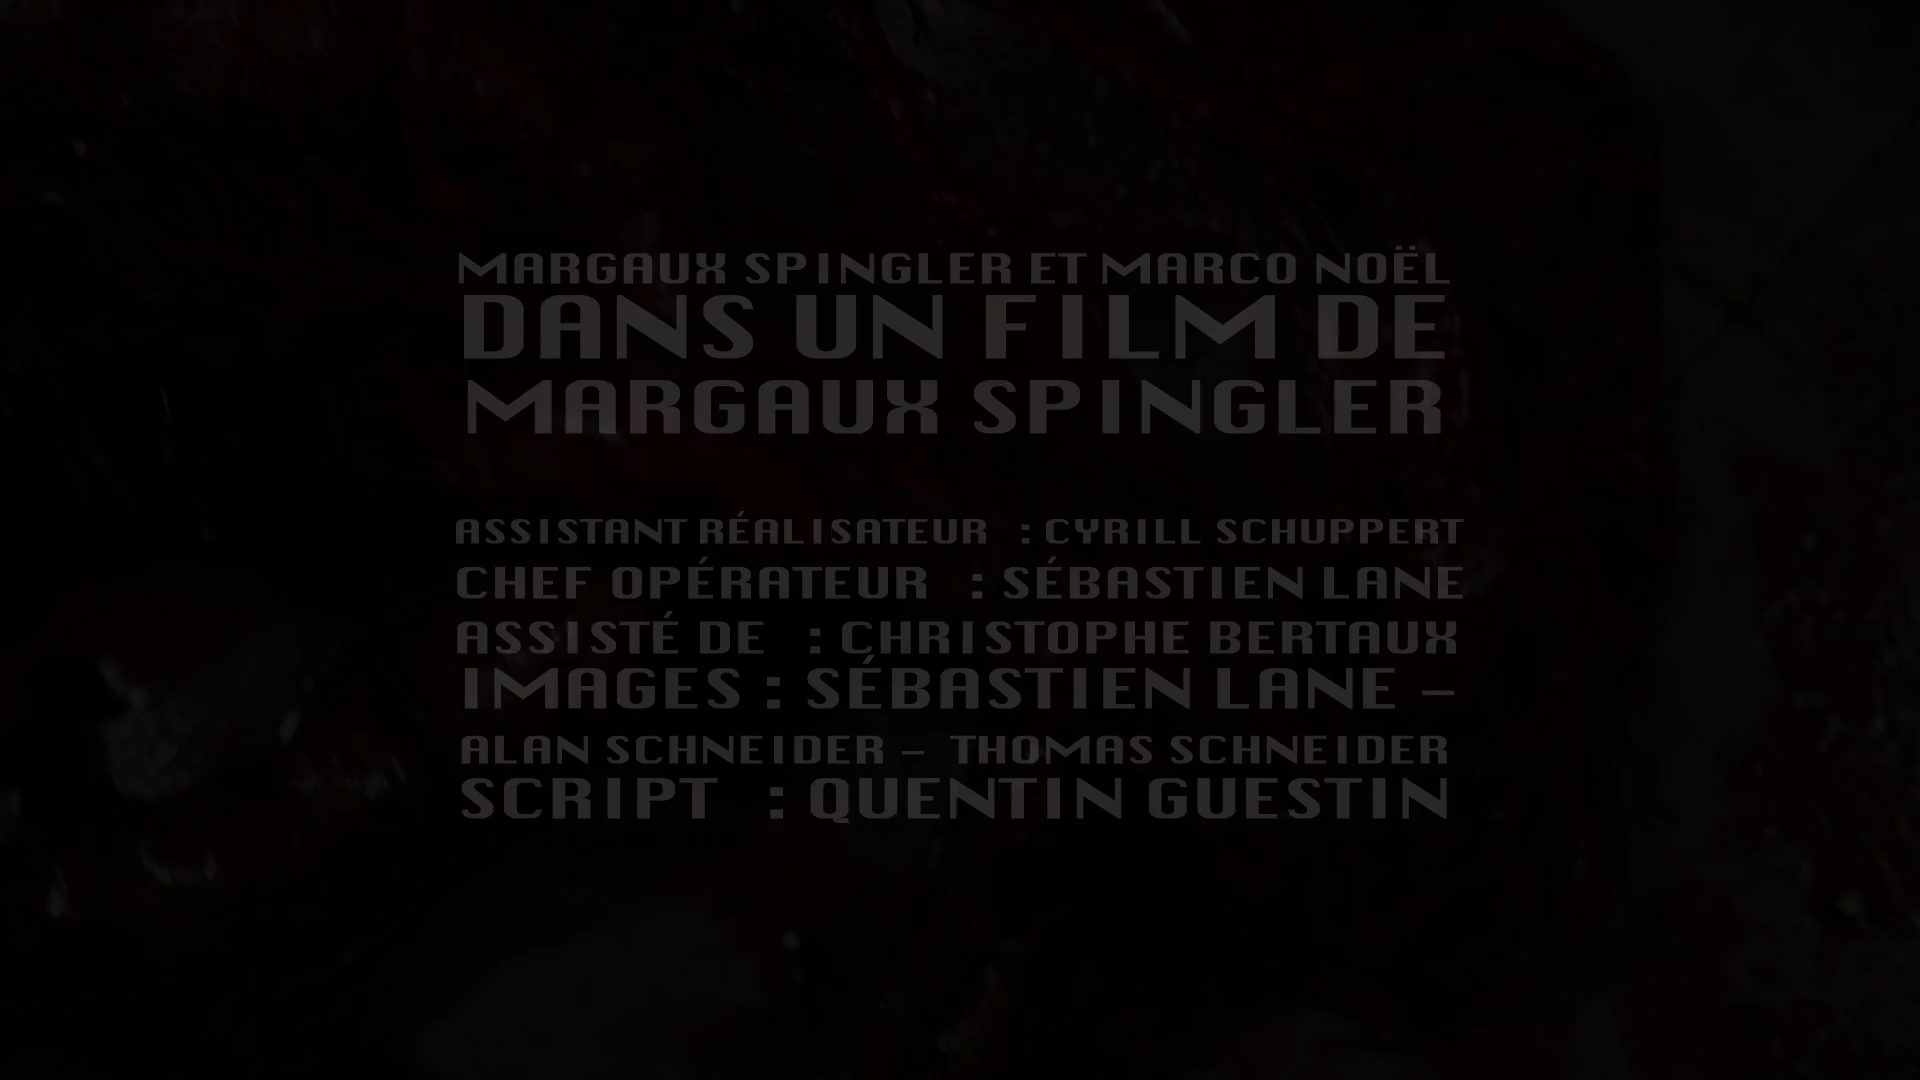 MARGAUX SPINGLER ET MARCO NOËL
DANS UN FILM DE
MARGAUX SPINGLER
ASSISTANT RÉALISATEUR : CYRILL SCHUPPERT
CHEF OPÉRATEUR : SÉBASTIEN LANE
ASSISTÉ DE : CHRISTOPHE BERTAUX
IMAGES : SÉBASTIEN LANE –
ALAN SCHNEIDER – THOMAS SCHNEIDER
SCRIPT : QUENTIN GUESTIN